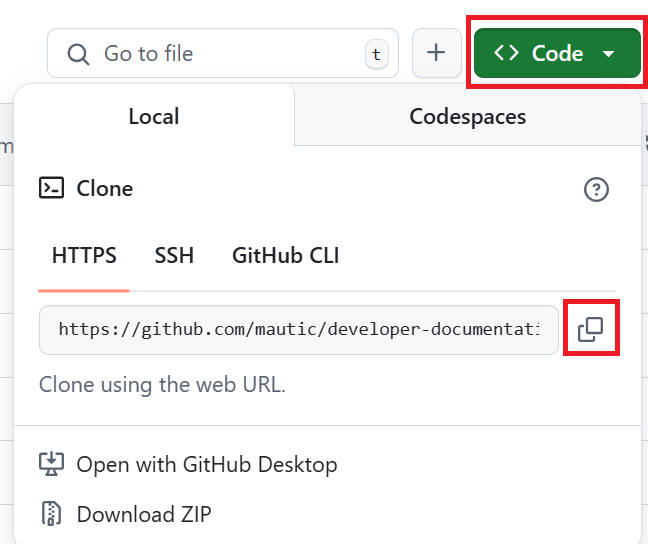 Go to file
t
Code
Local
Codespaces
m
Clone
HTTPS
SSH
GitHub CLI
https://github.com/mautic/developer-documentati
Clone using the web URL.
Open with GitHub Desktop
Download ZIP